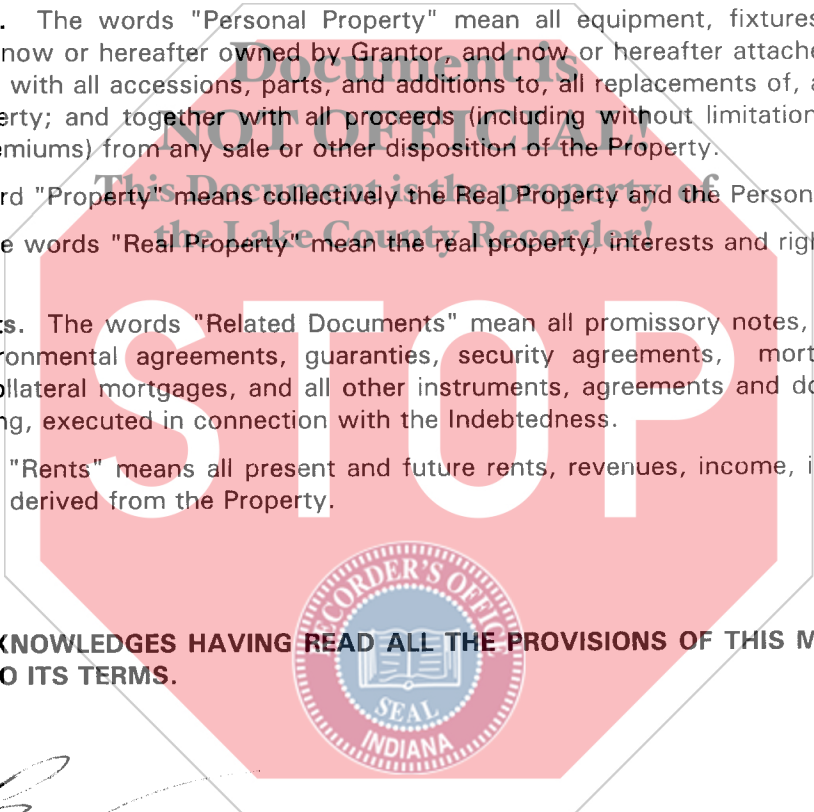 . The words "Personal Property" mean all equipment, fixtures
now or hereafter owned by Grantor, and now or hereafter attache
with all accessions, parts, and additions to, all replacements of, a
erty; and together with all proceeds (including without limitation
emiums) from any sale or other disposition of the Property.
rd "Property" means collectively the Real Property and the Person
e words "Real Property" mean the real property, interests and righ
ts. The words "Related Documents" mean all promissory notes,
ronmental agreements, guaranties, security agreements, mort
ollateral mortgages, and all other instruments, agreements and do
ng, executed in connection with the Indebtedness.
"Rents" means all present and future rents, revenues, income, i
derived from the Property.
KNOWLEDGES HAVING READ ALL THE PROVISIONS OF THIS M
O ITS TERMS.
Document is
NOT OFFICIAL!
This Document is the property of
the Lake County Recorder!
STOP
RECORDER'S OFFICE
SEAL
INDIANA